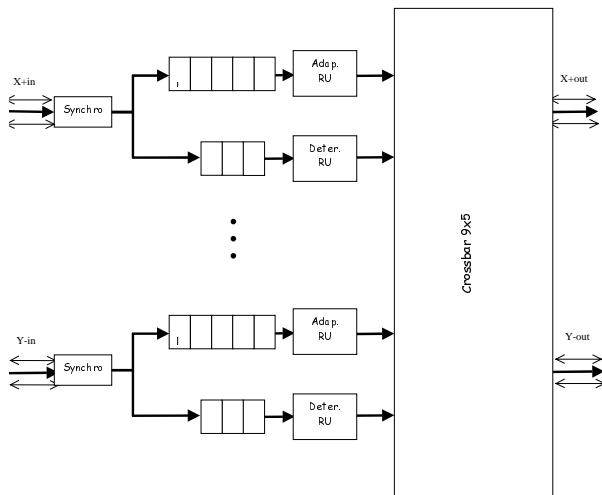 X+in
Synchro
Adap.
RU
X+out
Deter.
RU
Crossbar 9x5
Y-in
Synchro
Adap.
RU
Y-out
Deter.
RU